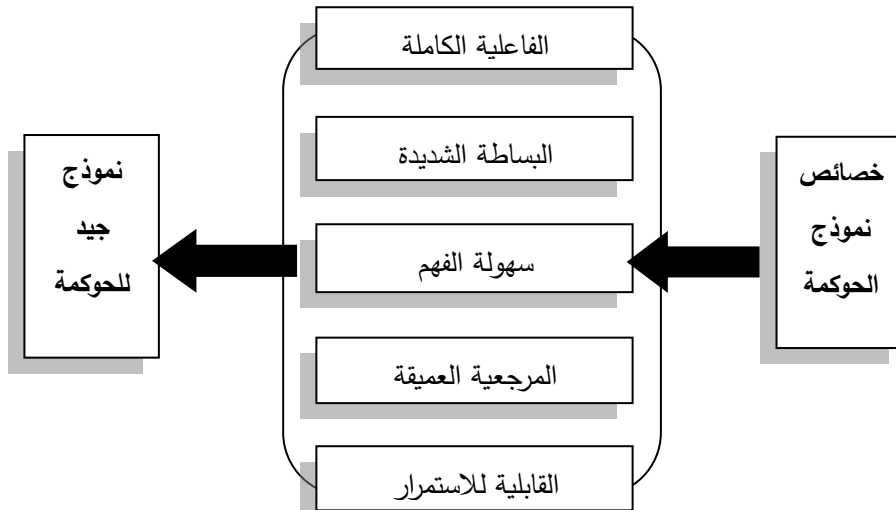 خصائص
نموذج
الحوكمة
الفاعلية الكاملة
البساطة الشديدة
سهولة الفهم
المرجعية العميقة
القابلية للاستمرار
نموذج
جيد
للحوكمة